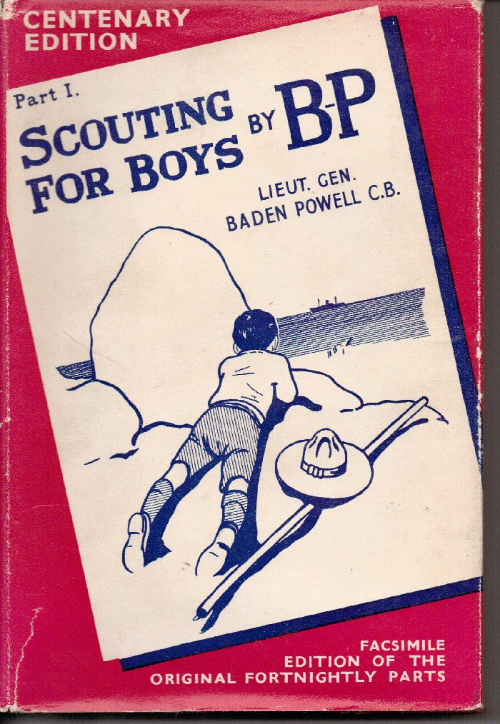 CENTENARY
EDITION
Part I.
SCOUTING
FOR BOYS
BY B-P
LIEUT. GEN.
BADEN POWELL C.B.
FACSIMILE
EDITION OF THE
ORIGINAL FORTNIGHTLY PARTS